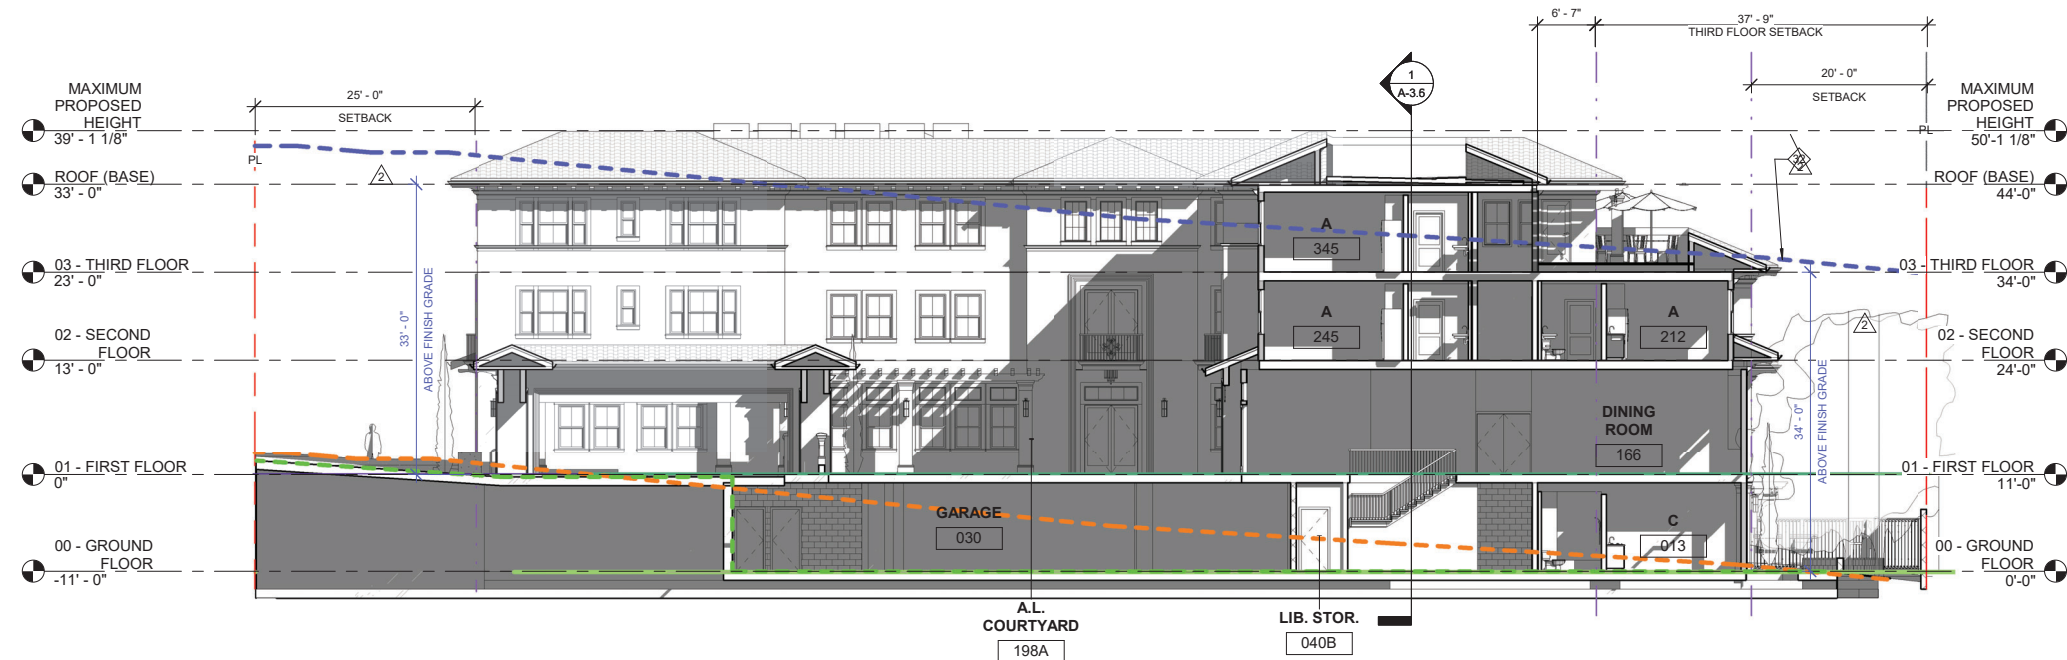 6' - 7"
37' - 9"
THIRD FLOOR SETBACK
1
A-3.6
MAXIMUM
PROPOSED
HEIGHT
39' - 1 1/8"
25' - 0"
SETBACK
20' - 0"
SETBACK
MAXIMUM
PROPOSED
HEIGHT
50'-1 1/8"
PL
PL
2
2
ROOF (BASE)
33' - 0"
ROOF (BASE)
44'-0"
A
345
03 - THIRD FLOOR
23' - 0"
03 - THIRD FLOOR
34'-0"
33' - 0"
ABOVE FINISH GRADE
A
245
A
212
2
02 - SECOND
FLOOR
13' - 0"
02 - SECOND
FLOOR
24'-0"
34' - 0"
ABOVE FINISH GRADE
DINING
ROOM
166
01 - FIRST FLOOR
0"
01 - FIRST FLOOR
11'-0"
GARAGE
030
C
013
00 - GROUND
FLOOR
-11' - 0"
00 - GROUND
FLOOR
0'-0"
A.L.
COURTYARD
198A
LIB. STOR.
040B